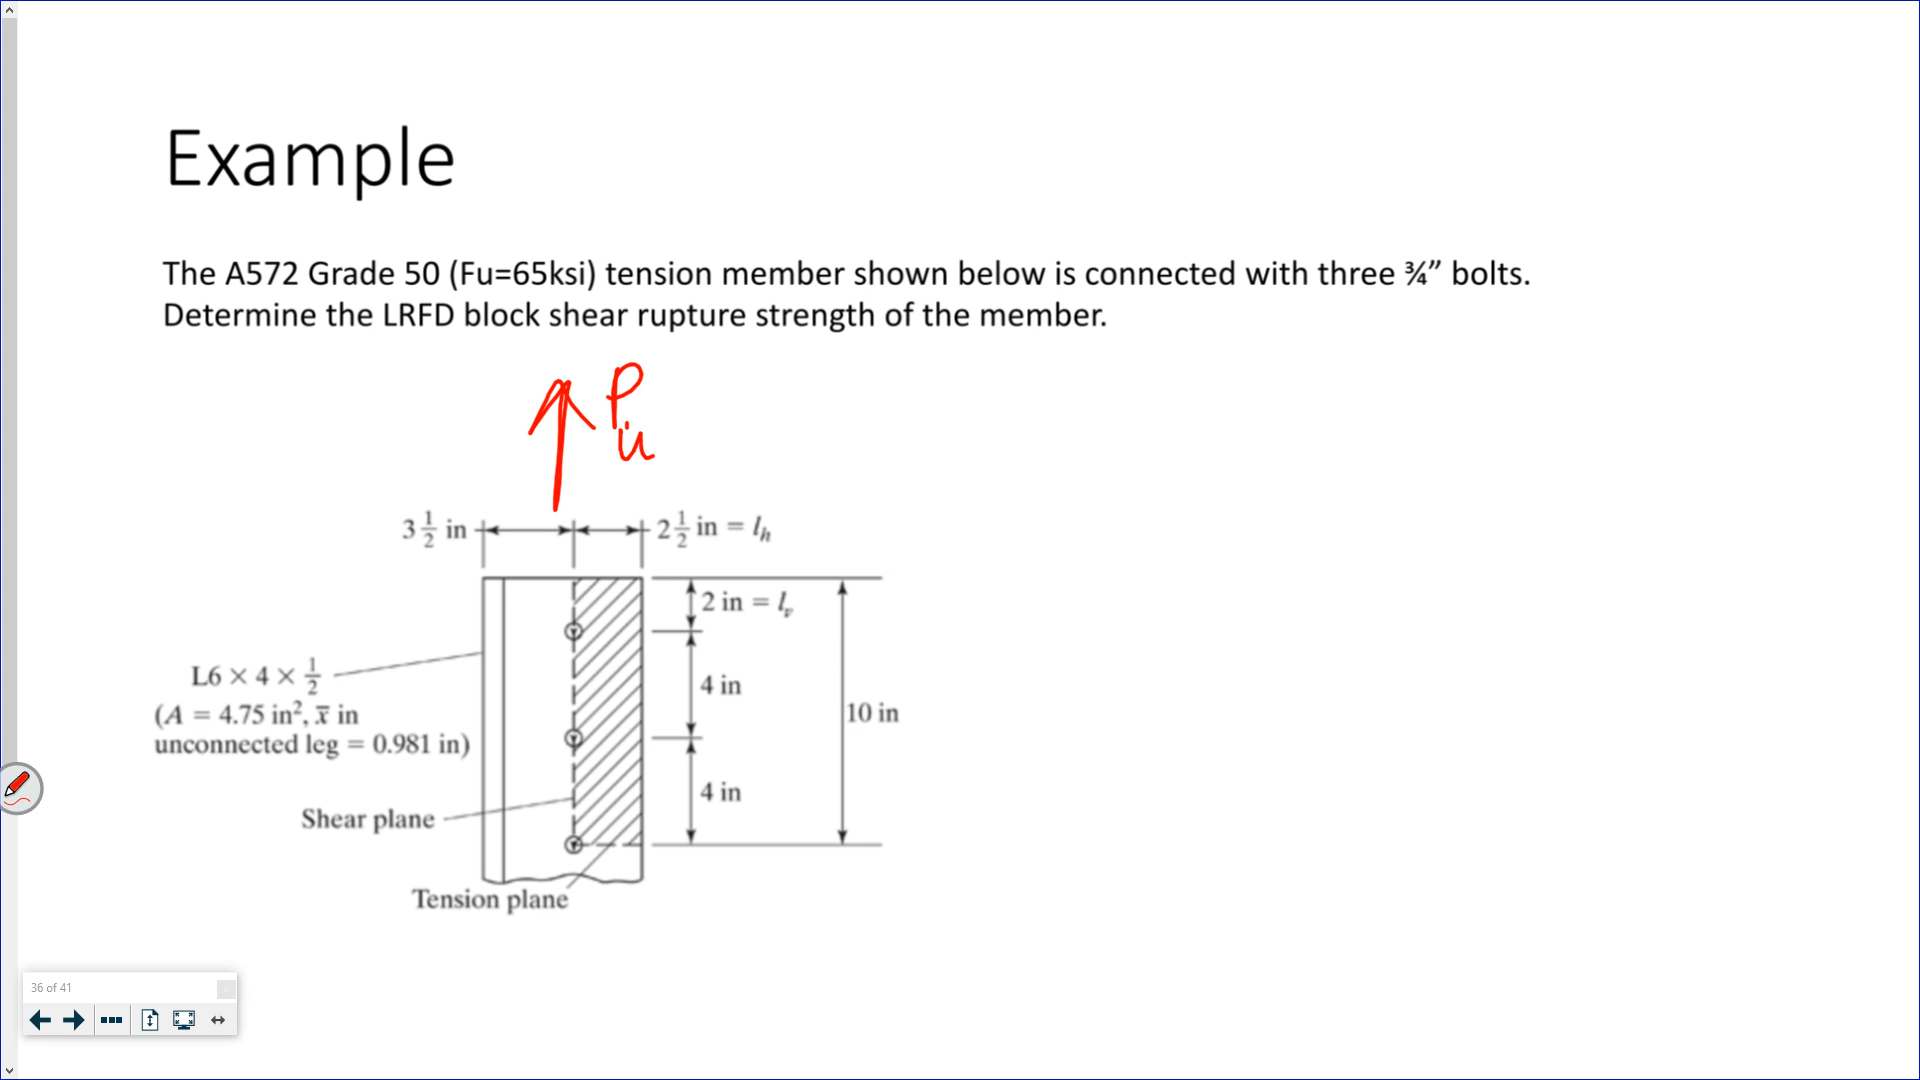 Example
The A572 Grade 50 (Fu=65ksi) tension member shown below is connected with three ¾” bolts.
Determine the LRFD block shear rupture strength of the member.
Pu
3 1/2 in
2 1/2 in = lh
2 in = lv
4 in
10 in
4 in
L6 × 4 × 1/2
(A = 4.75 in², x̅ in
unconnected leg = 0.981 in)
Shear plane
Tension plane
36 of 41